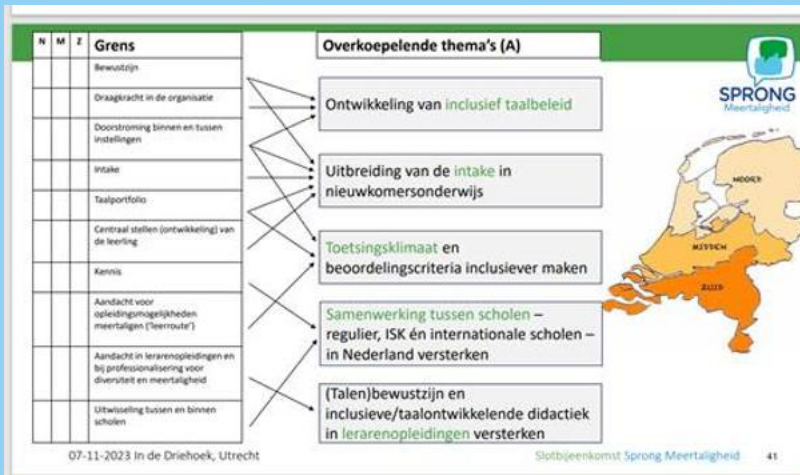 N M Z Grens
Bewustzijn
Draagkracht in de organisatie
Doorstroming binnen en tussen
instellingen
Intake
Taalportfolio
Centraal stellen (ontwikkeling) van
de leerling
Kennis
Aandacht voor
opleidingsmogelijkheden
meertaligen ('leerroute')
Aandacht in lerarenopleidingen en
bij professionalisering voor
diversiteit en meertaligheid
Uitwisseling tussen en binnen
scholen
Overkoepelende thema's (A)
Ontwikkeling van inclusief taalbeleid
Uitbreiding van de intake in
nieuwkomersonderwijs
Toetsingsklimaat en
beoordelingscriteria inclusiever maken
Samenwerking tussen scholen –
regulier, ISK én internationale scholen –
in Nederland versterken
(Talen)bewustzijn en
inclusieve/taalontwikkelende didactiek
in lerarenopleidingen versterken
SPRONG
Meertaligheid
NOORD
MIDDEN
ZUID
07-11-2023 In de Driehoek, Utrecht
Slotbijeenkomst Sprong Meertaligheid
41